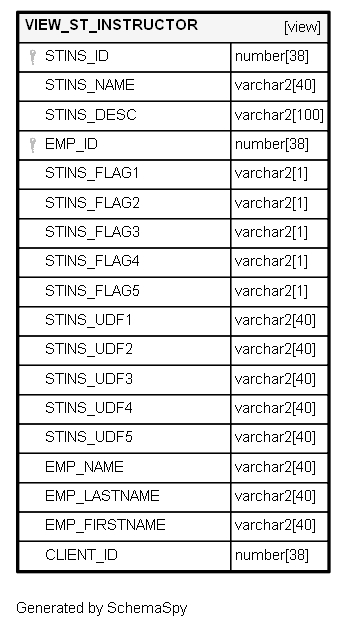 VIEW_ST_INSTRUCTOR [view]
STINS_ID number[38]
STINS_NAME varchar2[40]
STINS_DESC varchar2[100]
EMP_ID number[38]
STINS_FLAG1 varchar2[1]
STINS_FLAG2 varchar2[1]
STINS_FLAG3 varchar2[1]
STINS_FLAG4 varchar2[1]
STINS_FLAG5 varchar2[1]
STINS_UDF1 varchar2[40]
STINS_UDF2 varchar2[40]
STINS_UDF3 varchar2[40]
STINS_UDF4 varchar2[40]
STINS_UDF5 varchar2[40]
EMP_NAME varchar2[40]
EMP_LASTNAME varchar2[40]
EMP_FIRSTNAME varchar2[40]
CLIENT_ID number[38]
Generated by SchemaSpy